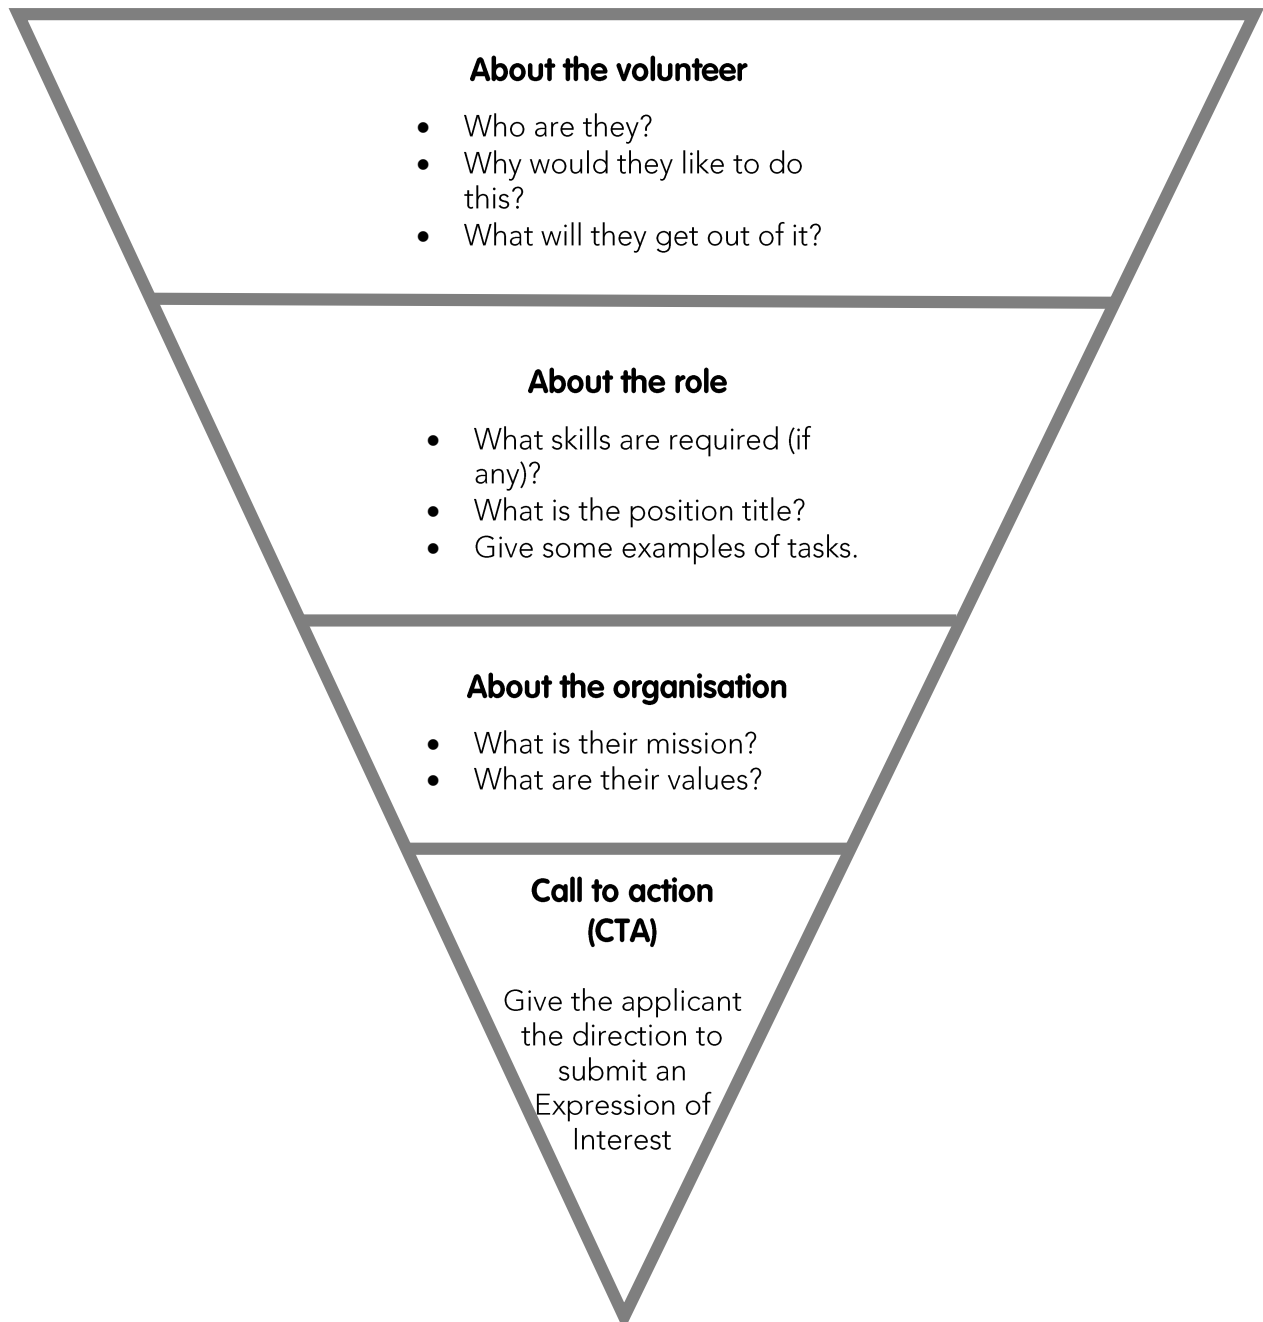 About the volunteer
• Who are they?
• Why would they like to do
this?
• What will they get out of it?
About the role
• What skills are required (if
any)?
• What is the position title?
• Give some examples of tasks.
About the organisation
• What is their mission?
• What are their values?
Call to action
(CTA)
Give the applicant
the direction to
submit an
Expression of
Interest